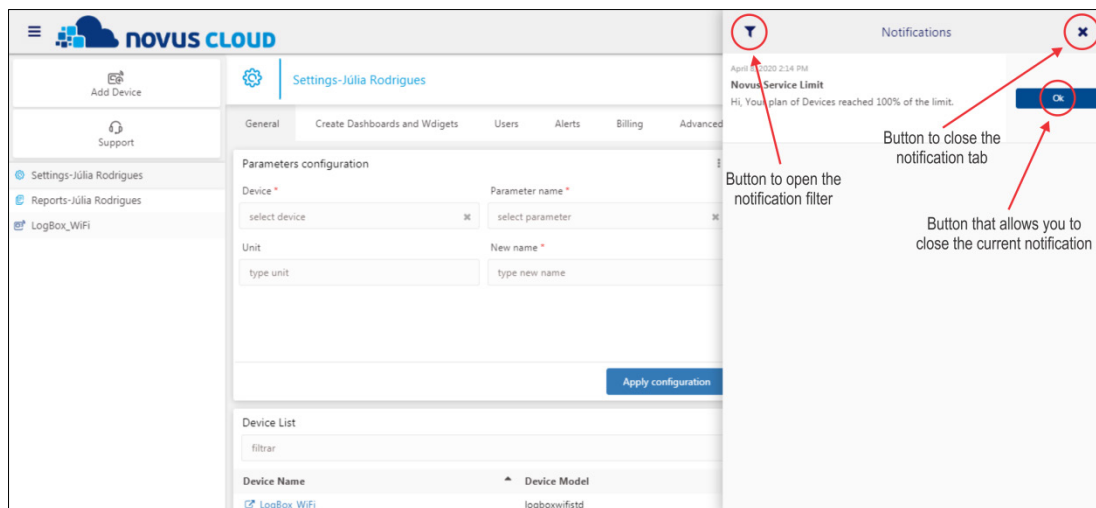 NOVUS CLOUD
Add Device
Support
Settings-Júlia Rodrigues
Reports-Júlia Rodrigues
LogBox_WiFi
Settings-Júlia Rodrigues
General Create Dashboards and Wdigets Users Alerts Billing Advanced
Parameters configuration
Device * Parameter name *
select device select parameter
Unit New name *
type unit type new name
Apply configuration
Device List
filtrar
Device Name Device Model
LogBox_WiFi logboxwifistd
Notifications
2020 2:14 PM
Novus Service Limit
Hi, Your plan of Devices reached 100% of the limit.
Ok
Button to close the
notification tab
Button to open the
notification filter
Button that allows you to
close the current notification